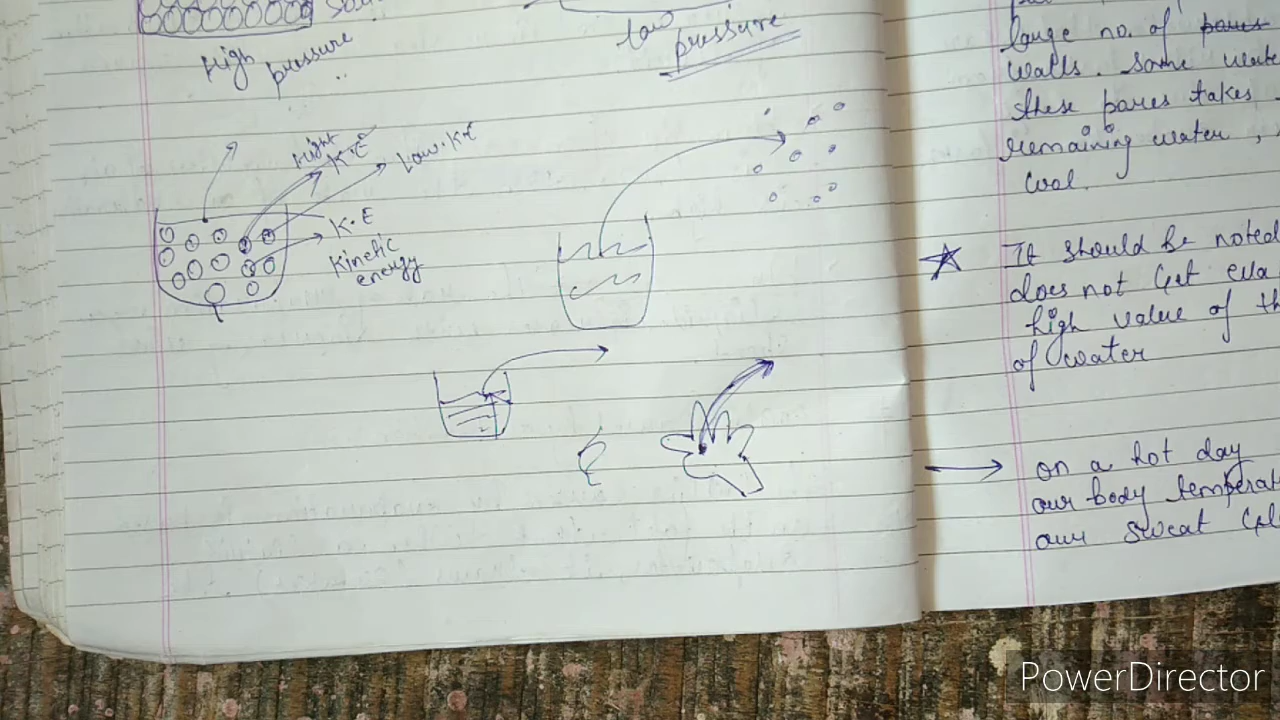 High
pressure
low
pressure
K.E
Low.K.E
K.E
Kinetic
energy
large no. of pores
walls. Some wate
these pores takes
remaining water,
cool.
It should be noted
does not get eva
high value of th
of water
on a hot day
our body temperat
our sweat
PowerDirector